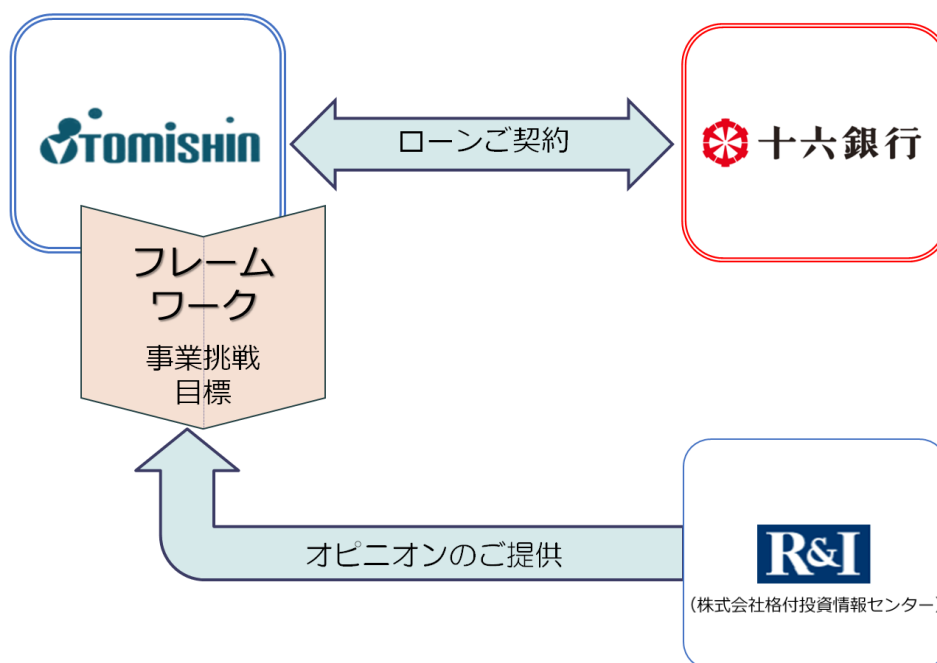 TOMISHIN
ローンご契約
十六銀行
フレーム
ワーク
事業挑戦
目標
オピニオンのご提供
R&I
(株式会社格付投資情報センター)